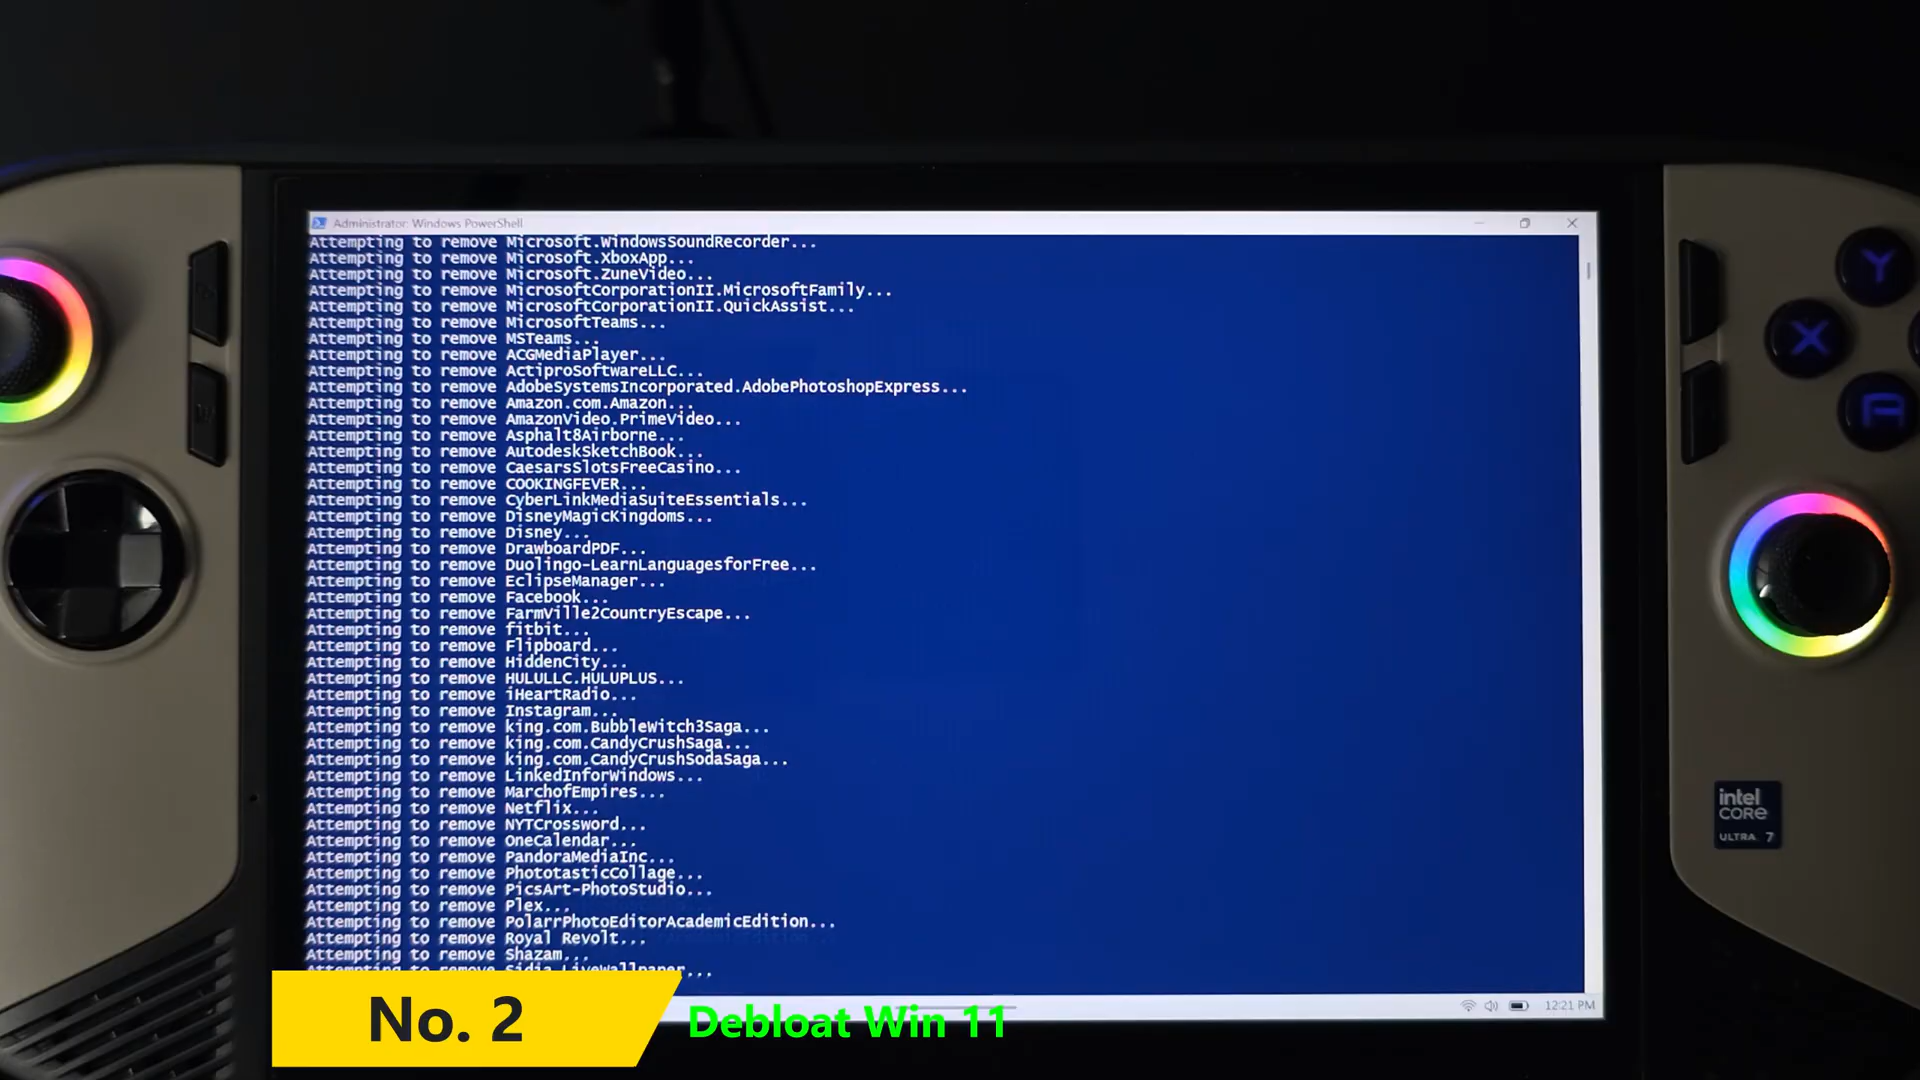 Administrator: Windows PowerShell
Attempting to remove Microsoft.WindowsSoundRecorder...
Attempting to remove Microsoft.XboxApp...
Attempting to remove Microsoft.ZuneVideo...
Attempting to remove MicrosoftCorporationII.MicrosoftFamily...
Attempting to remove MicrosoftCorporationII.QuickAssist...
Attempting to remove MicrosoftTeams...
Attempting to remove MSTeams...
Attempting to remove ACGMediaPlayer...
Attempting to remove ActiproSoftwareLLC...
Attempting to remove AdobeSystemsIncorporated.AdobePhotoshopExpress...
Attempting to remove Amazon.com.Amazon...
Attempting to remove AmazonVideo.PrimeVideo...
Attempting to remove Asphalt8Airborne...
Attempting to remove AutodeskSketchBook...
Attempting to remove CaesarsSlotsFreeCasino...
Attempting to remove COOKINGFEVER...
Attempting to remove CyberLinkMediaSuiteEssentials...
Attempting to remove DisneyMagicKingdoms...
Attempting to remove Disney...
Attempting to remove DrawboardPDF...
Attempting to remove Duolingo-LearnLanguagesforFree...
Attempting to remove EclipseManager...
Attempting to remove Facebook...
Attempting to remove FarmVille2CountryEscape...
Attempting to remove fitbit...
Attempting to remove Flipboard...
Attempting to remove HiddenCity...
Attempting to remove HULULLC.HULUPLUS...
Attempting to remove iHeartRadio...
Attempting to remove Instagram...
Attempting to remove king.com.BubbleWitch3Saga...
Attempting to remove king.com.CandyCrushSaga...
Attempting to remove king.com.CandyCrushSodaSaga...
Attempting to remove LinkedInforWindows...
Attempting to remove MarchofEmpires...
Attempting to remove Netflix...
Attempting to remove NYTCrossword...
Attempting to remove OneCalendar...
Attempting to remove PandoraMediaInc...
Attempting to remove PhototasticCollage...
Attempting to remove PicsArt-PhotoStudio...
Attempting to remove Plex...
Attempting to remove PolarrPhotoEditorAcademicEdition...
Attempting to remove Royal Revolt...
Attempting to remove Shazam...
Attempting to remove Sidia.LiveWallpaper...
12:21 PM
Y
X
A
intel
CORE
ULTRA 7
No. 2
Debloat Win 11